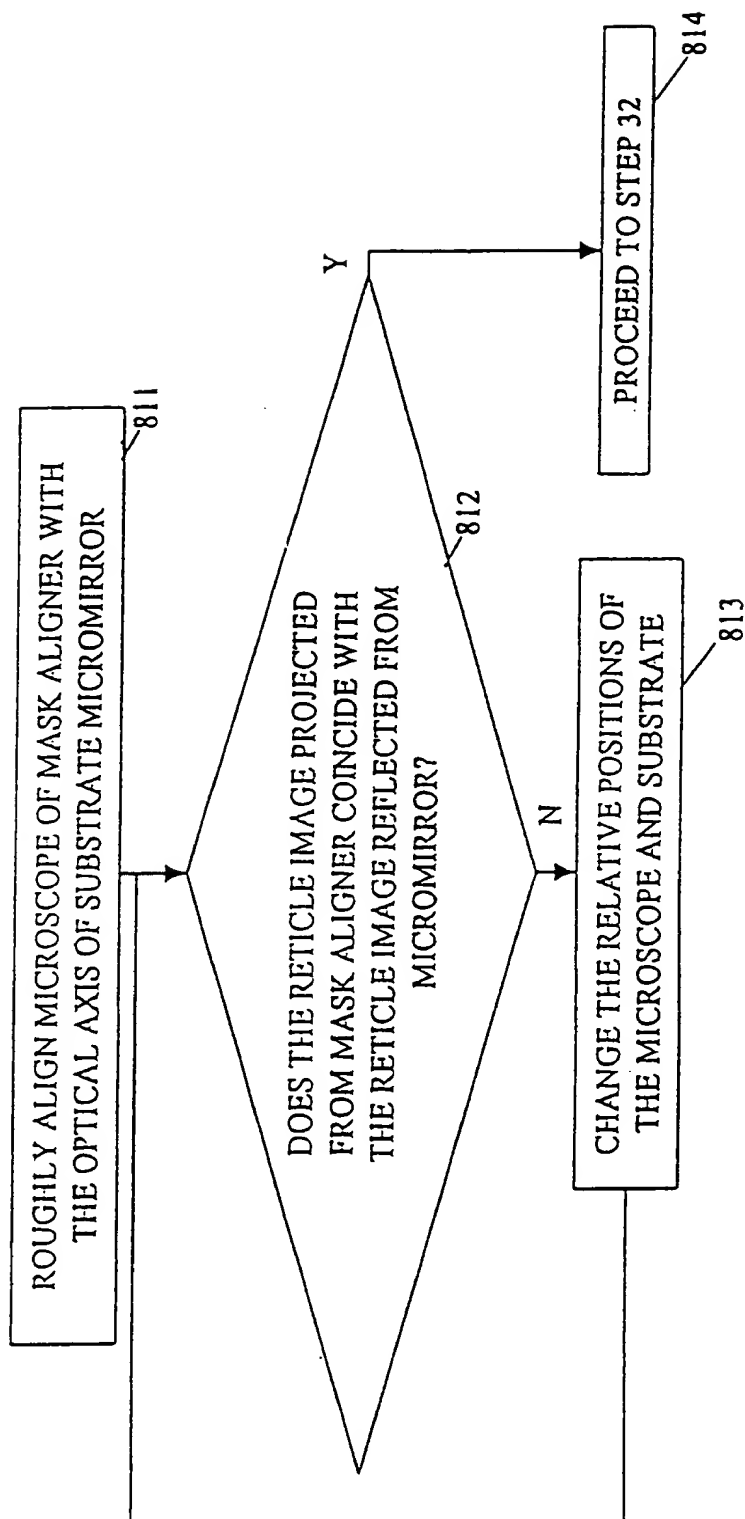 ROUGHLY ALIGN MICROSCOPE OF MASK ALIGNER WITH
THE OPTICAL AXIS OF SUBSTRATE MICROMIRROR
811
DOES THE RETICLE IMAGE PROJECTED
FROM MASK ALIGNER COINCIDE WITH
THE RETICLE IMAGE REFLECTED FROM
MICROMIRROR?
812
Y
N
CHANGE THE RELATIVE POSITIONS OF
THE MICROSCOPE AND SUBSTRATE
813
PROCEED TO STEP 32
814